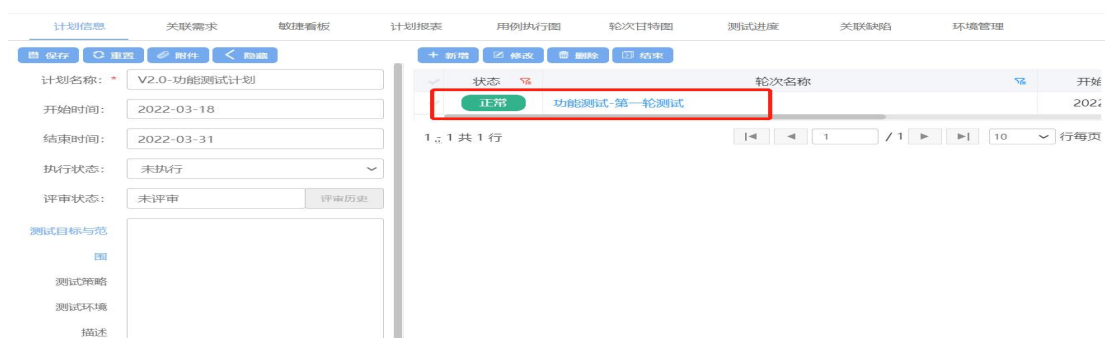 计划信息 关联需求 敏捷看板 计划报表 用例执行图 轮次甘特图 测试进度 关联缺陷 环境管理
保存 重置 附件 隐藏
计划名称: * V2.0-功能测试计划
开始时间: 2022-03-18
结束时间: 2022-03-31
执行状态: 未执行
评审状态: 未评审 评审历史
测试目标与范
围
测试策略
测试环境
描述
+ 新增 修改 删除 结束
状态 轮次名称 开始
正常 功能测试-第一轮测试 2022
1 - 1 共 1 行 1 / 1 10 行每页